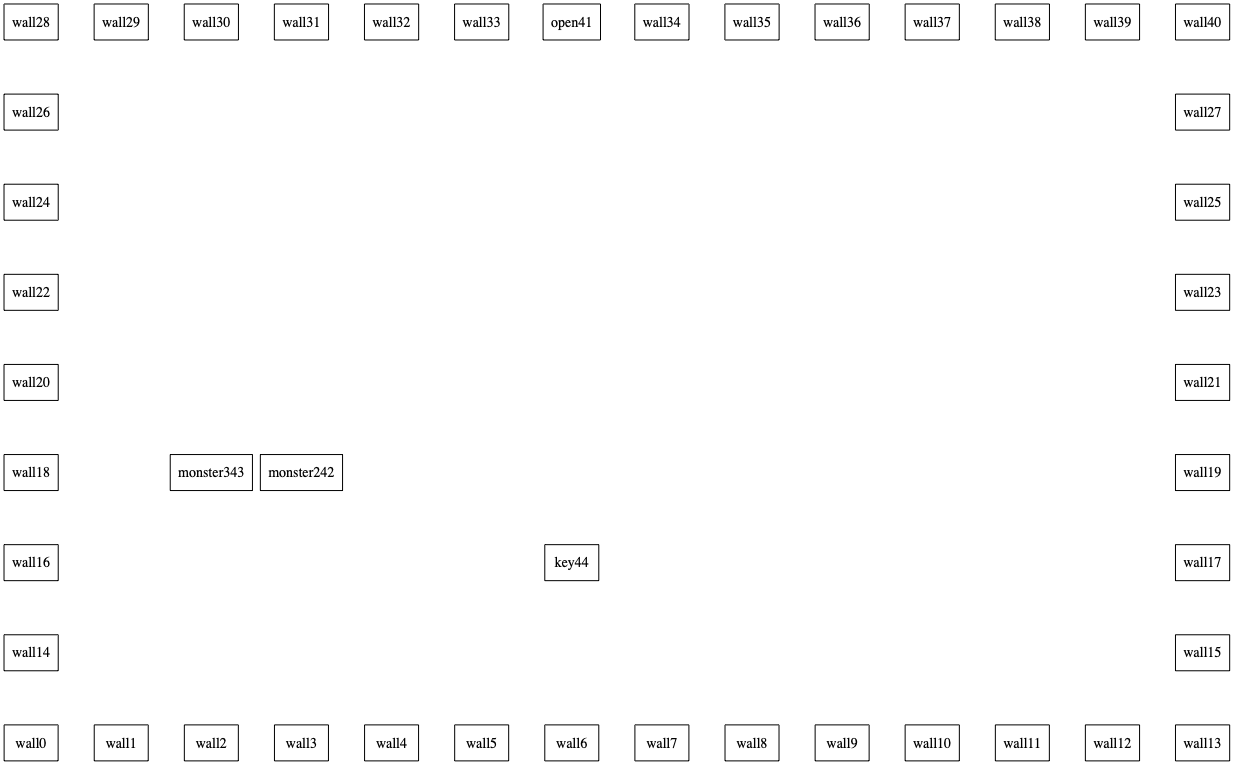 wall28 wall29 wall30 wall31 wall32 wall33 open41 wall34 wall35 wall36 wall37 wall38 wall39 wall40
wall26 wall27
wall24 wall25
wall22 wall23
wall20 wall21
wall18 monster343 monster242 wall19
wall16 key44 wall17
wall14 wall15
wall0 wall1 wall2 wall3 wall4 wall5 wall6 wall7 wall8 wall9 wall10 wall11 wall12 wall13